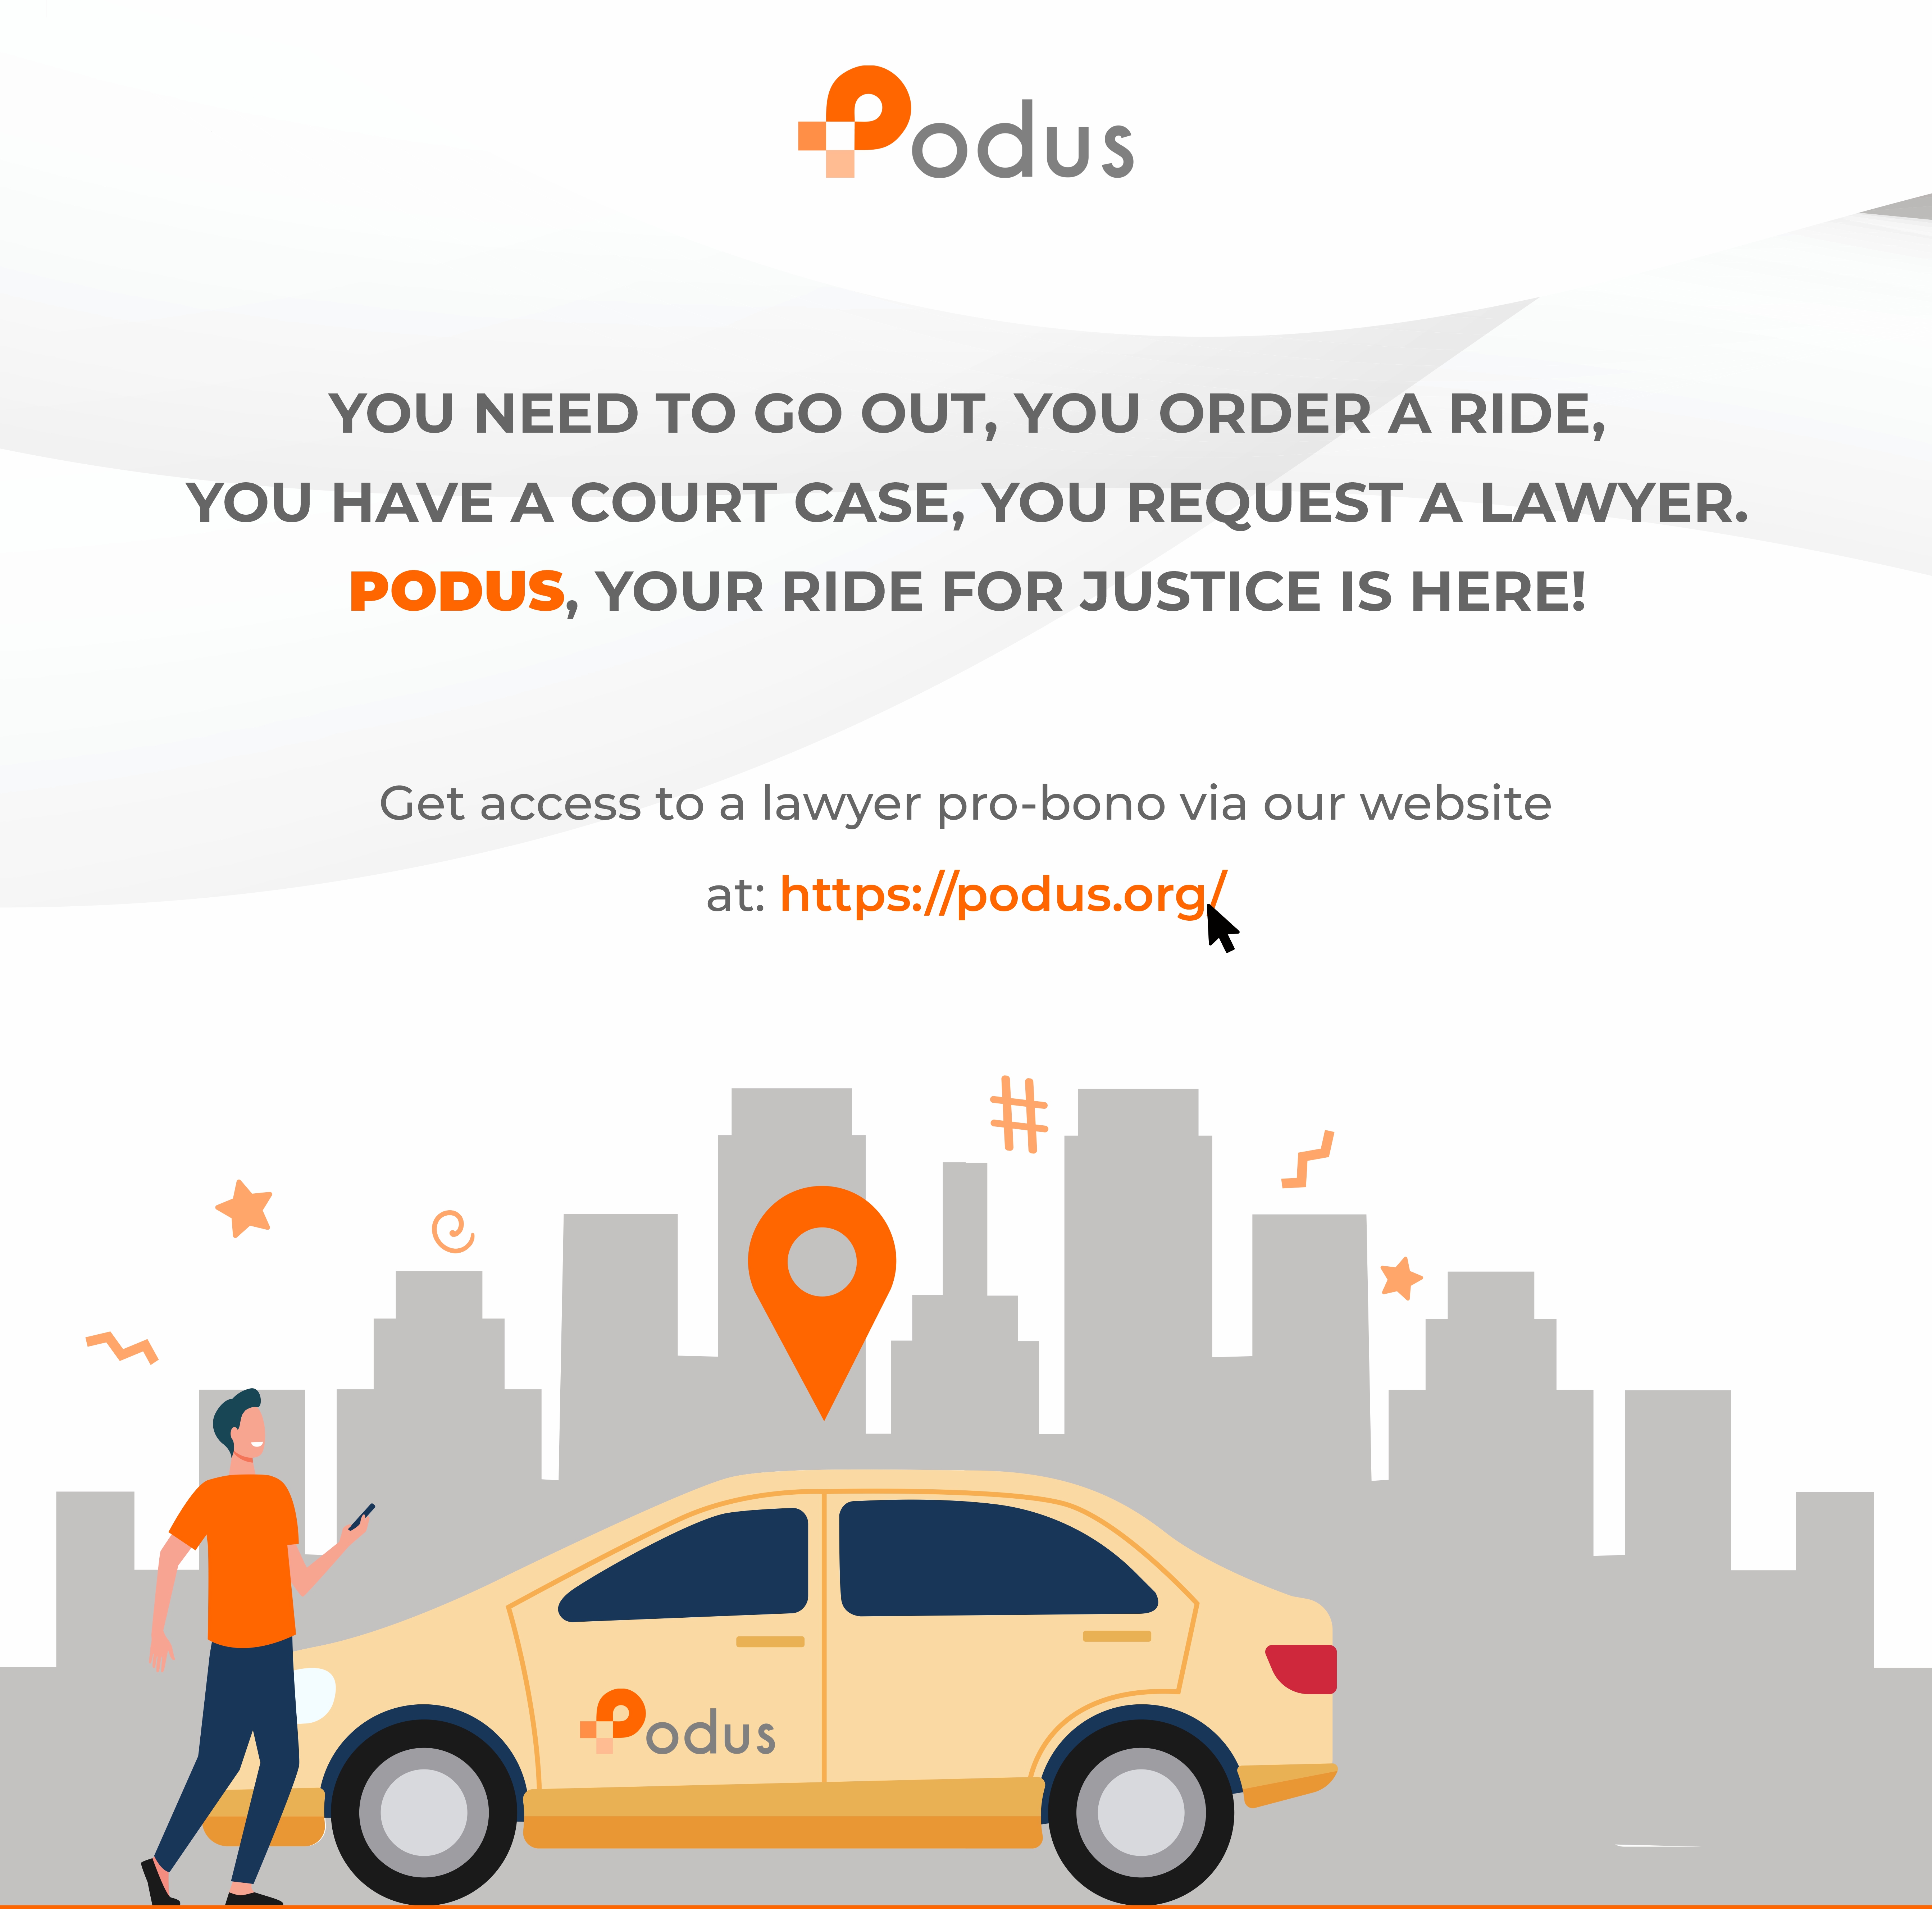 Podus
YOU NEED TO GO OUT, YOU ORDER A RIDE,
YOU HAVE A COURT CASE, YOU REQUEST A LAWYER.
PODUS, YOUR RIDE FOR JUSTICE IS HERE!
Get access to a lawyer pro-bono via our website
at: https://podus.org/
#
Podus